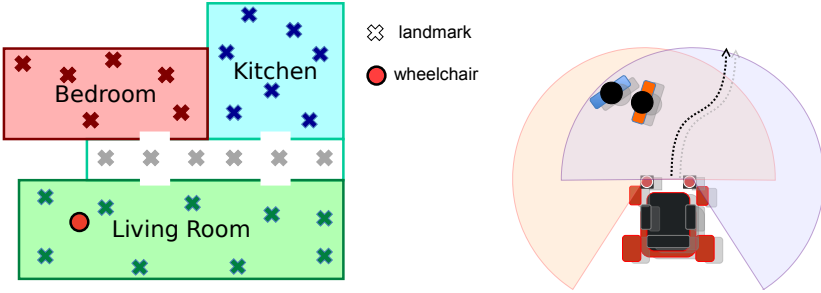 Kitchen
Bedroom
Living Room
landmark
wheelchair